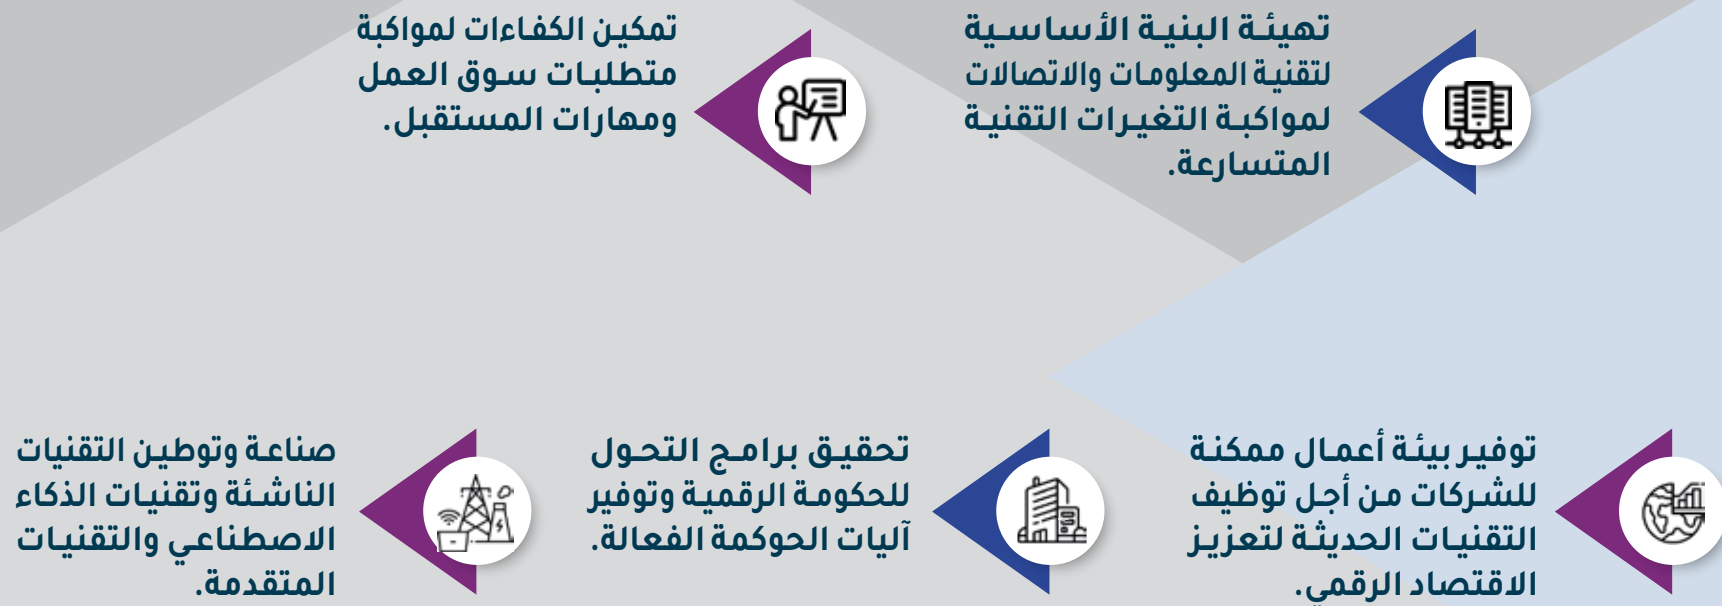 تهيئة البنية الأساسية
لتقنية المعلومات والاتصالات
لمواكبة التغيرات التقنية
المتسارعة.
تمكين الكفاءات لمواكبة
متطلبات سوق العمل
ومهارات المستقبل.
توفير بيئة أعمال ممكنة
للشركات من أجل توظيف
التقنيات الحديثة لتعزيز
الاقتصاد الرقمي.
تحقيق برامج التحول
للحكومة الرقمية وتوفير
آليات الحوكمة الفعالة.
صناعة وتوطين التقنيات
الناشئة وتقنيات الذكاء
الاصطناعي والتقنيات
المتقدمة.